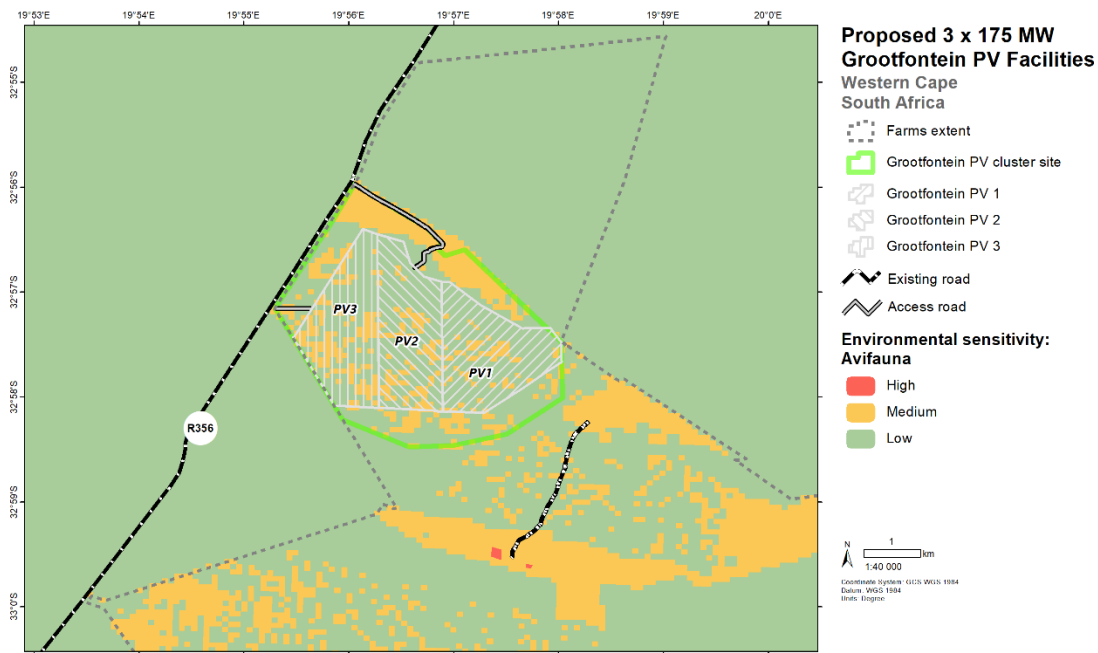 19°53'E 19°54'E 19°55'E 19°56'E 19°57'E 19°58'E 19°59'E 20°0'E
32°55'S
32°56'S
32°57'S
32°58'S
32°59'S
33°0'S
PV3
PV2
PV1
R356
Proposed 3 x 175 MW
Grootfontein PV Facilities
Western Cape
South Africa
Farms extent
Grootfontein PV cluster site
Grootfontein PV 1
Grootfontein PV 2
Grootfontein PV 3
Existing road
Access road
Environmental sensitivity:
Avifauna
High
Medium
Low
N
1
km
1:40 000
Coordinate System: GCS WGS 1984
Datum: WGS 1984
Units: Degree